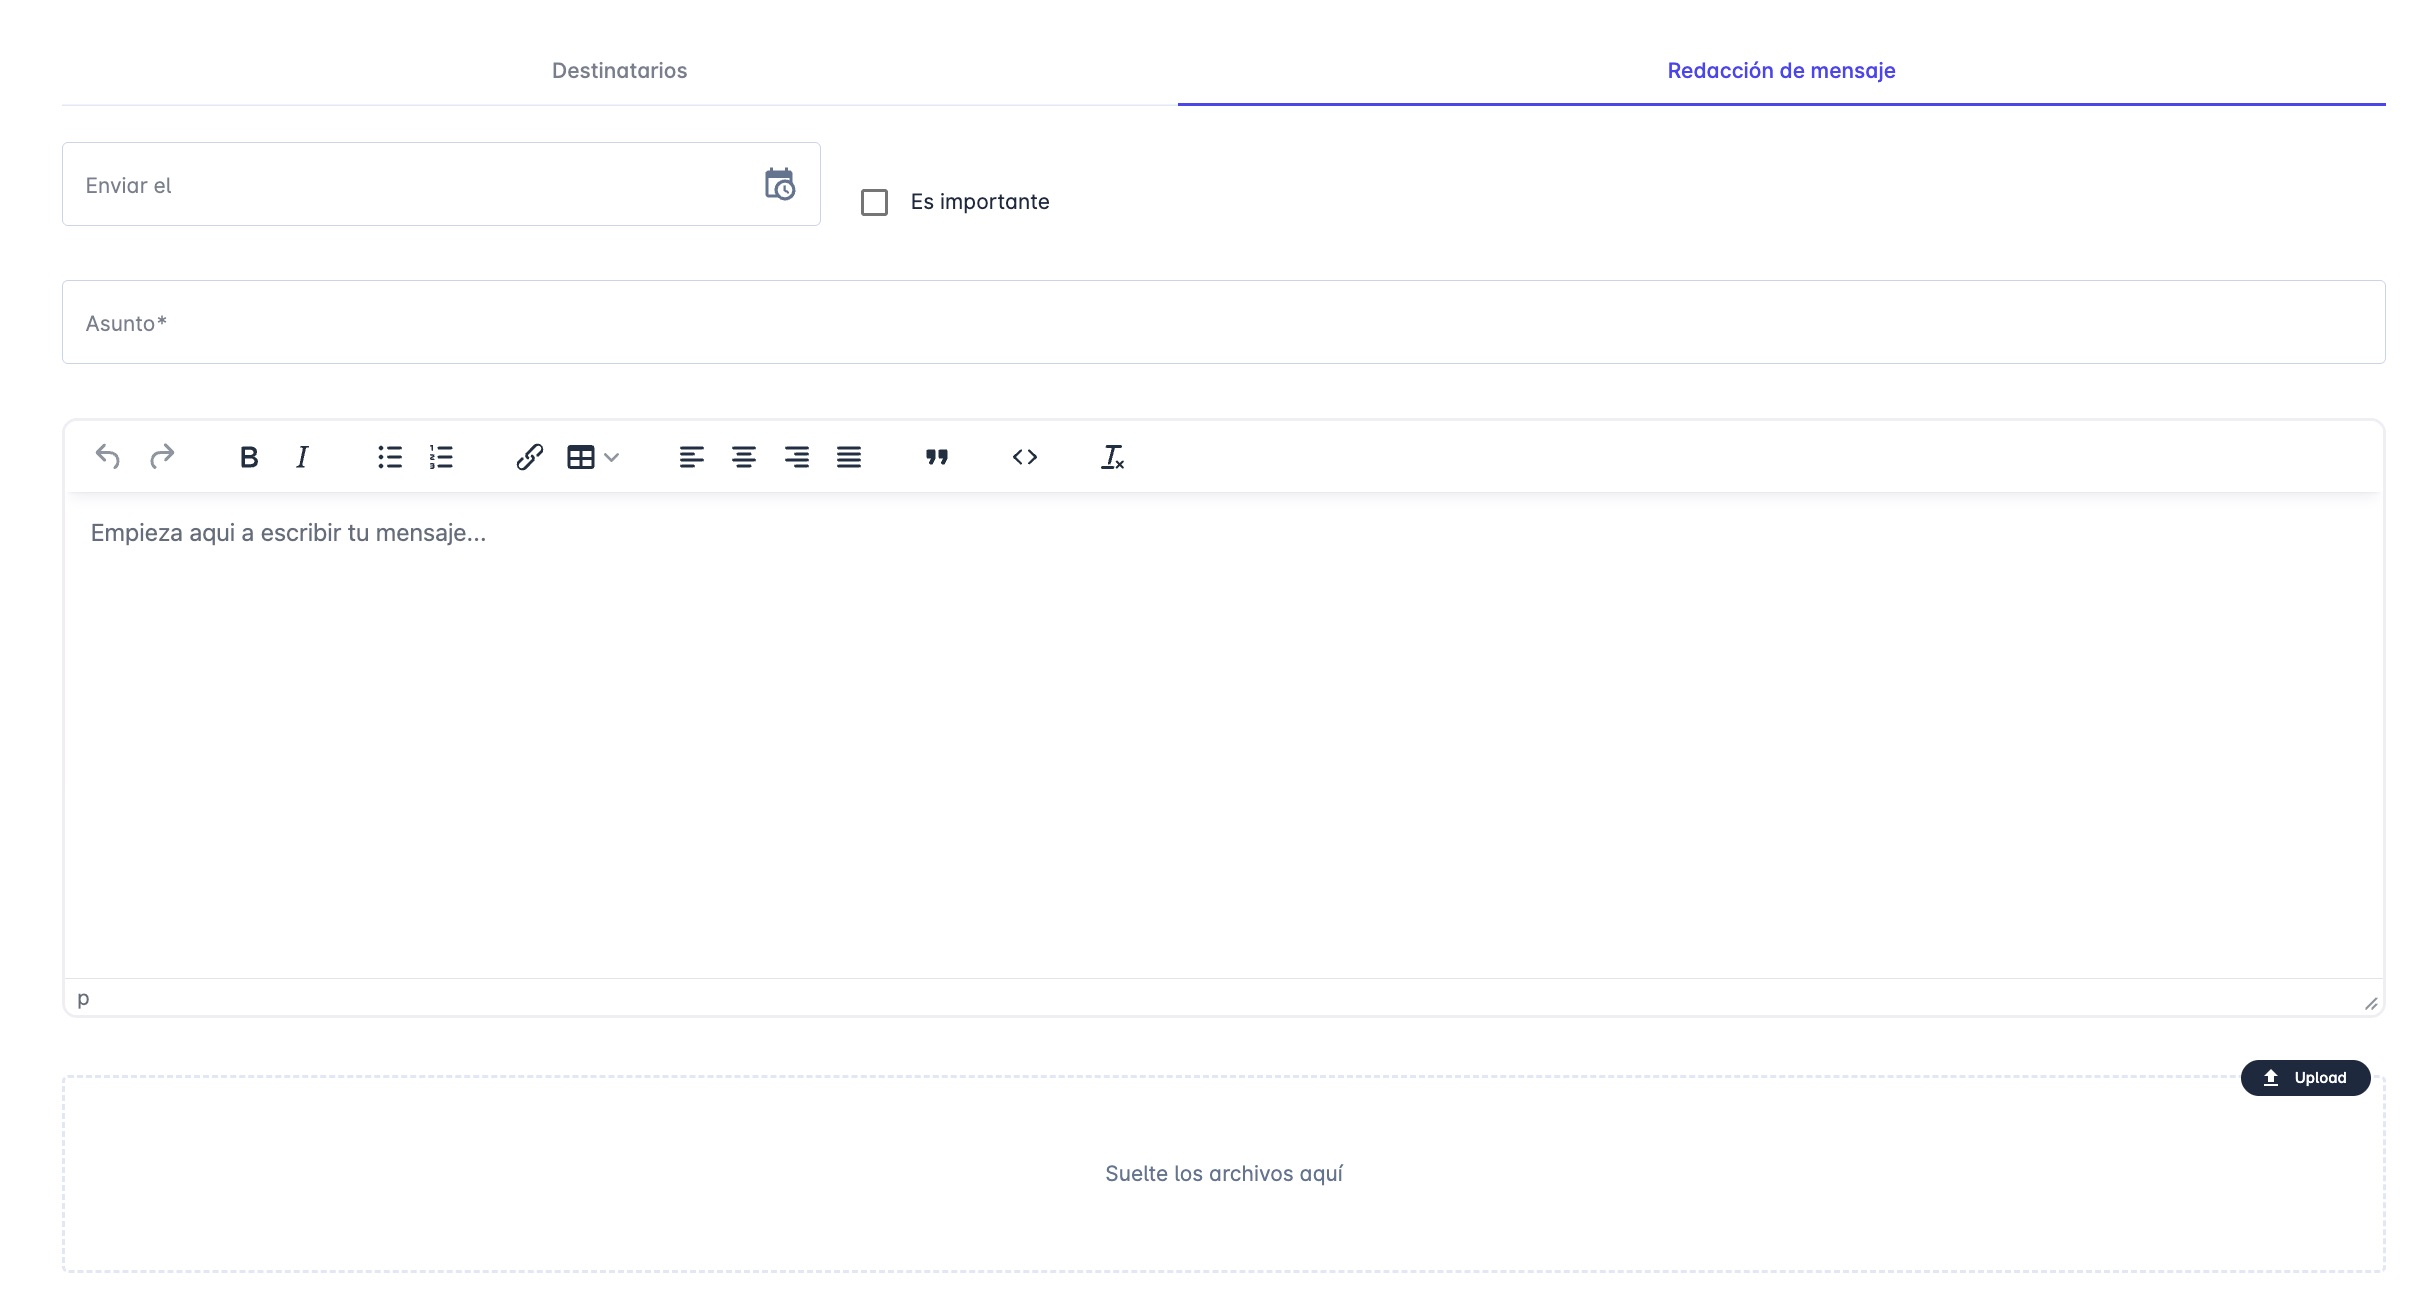 Destinatarios
Redacción de mensaje
Enviar el
Es importante
Asunto*
Empieza aqui a escribir tu mensaje...
p
Upload
Suelte los archivos aquí